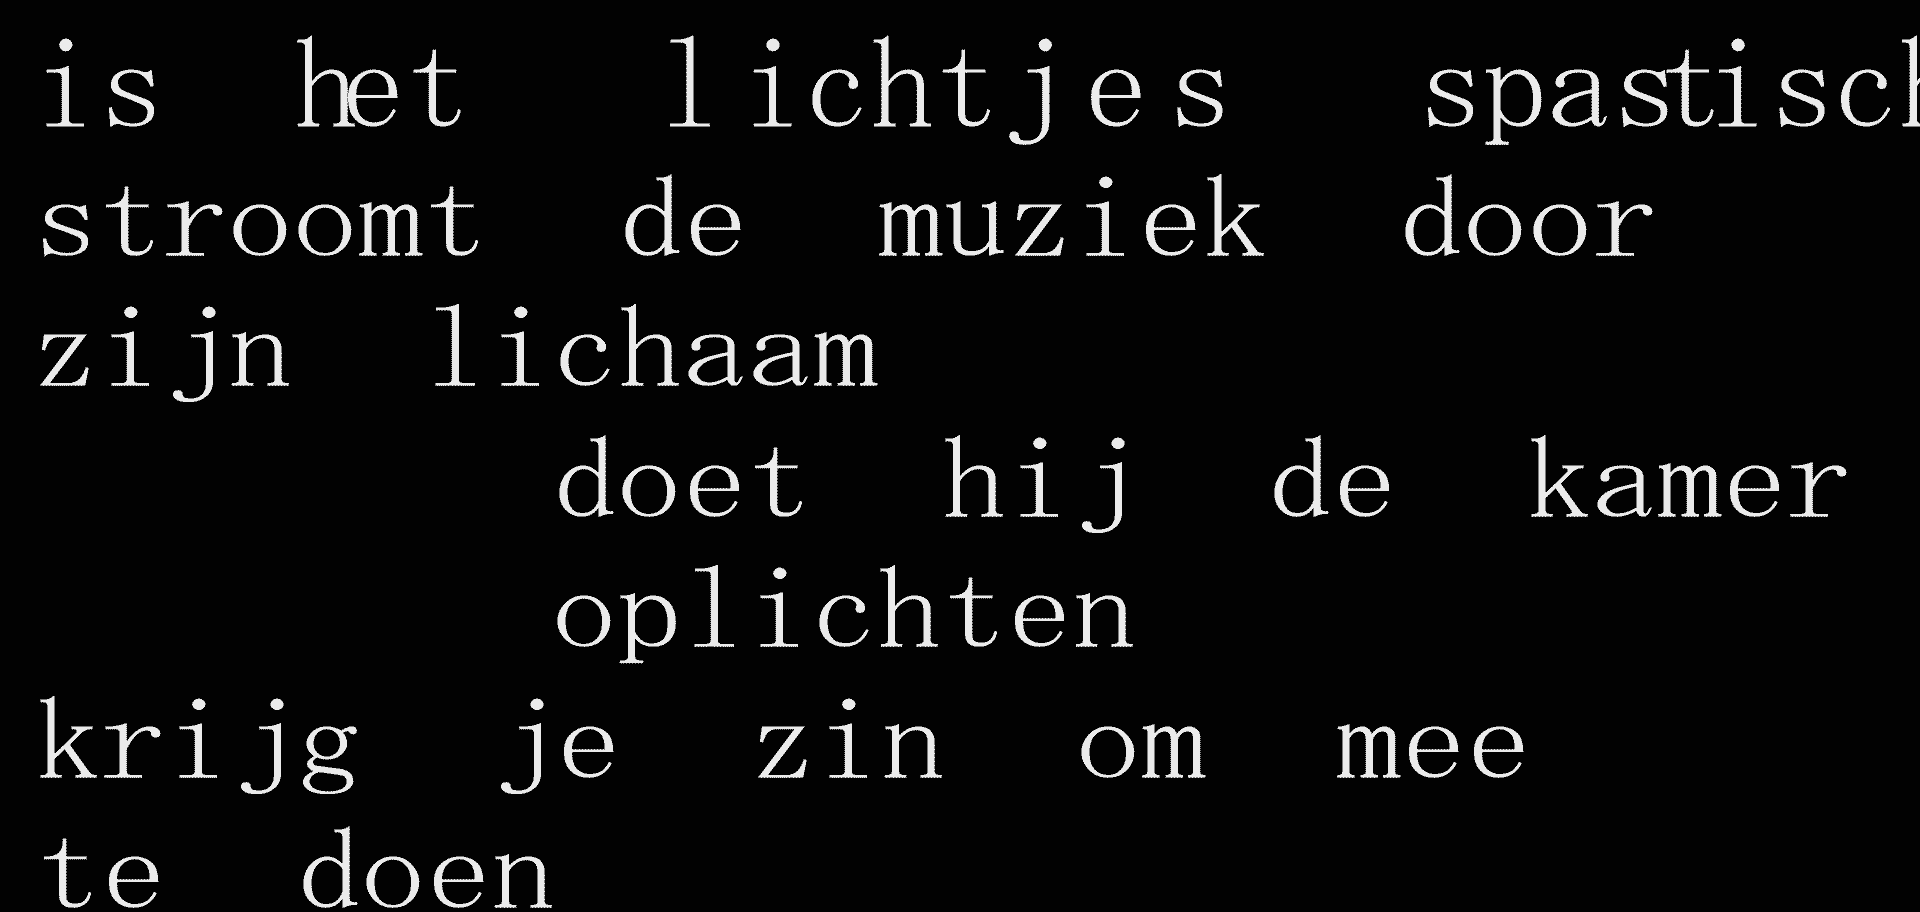 is het lichtjes spastisch
stroomt de muziek door
zijn lichaam
doet hij de kamer
oplichten
krijg je zin om mee
te doen